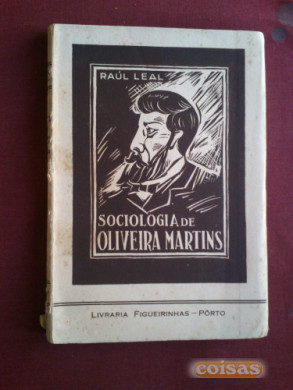 RAÚL LEAL
SOCIOLOGIA DE
OLIVEIRA MARTINS
LIVRARIA FIGUEIRINHAS — PÔRTO
coisas